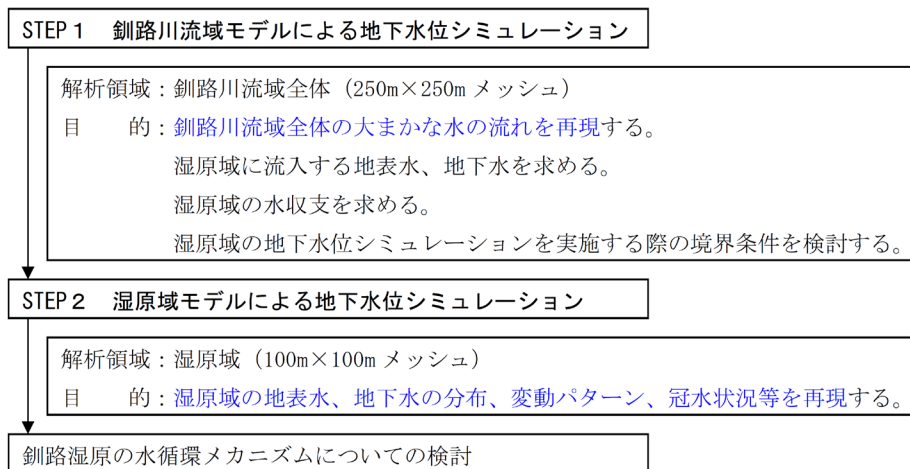 STEP１　釧路川流域モデルによる地下水位シミュレーション
解析領域：釧路川流域全体（250m×250m メッシュ）
目　　的：釧路川流域全体の大まかな水の流れを再現する。
湿原域に流入する地表水、地下水を求める。
湿原域の水収支を求める。
湿原域の地下水位シミュレーションを実施する際の境界条件を検討する。
STEP２　湿原域モデルによる地下水位シミュレーション
解析領域：湿原域（100m×100m メッシュ）
目　　的：湿原域の地表水、地下水の分布、変動パターン、冠水状況等を再現する。
釧路湿原の水循環メカニズムについての検討